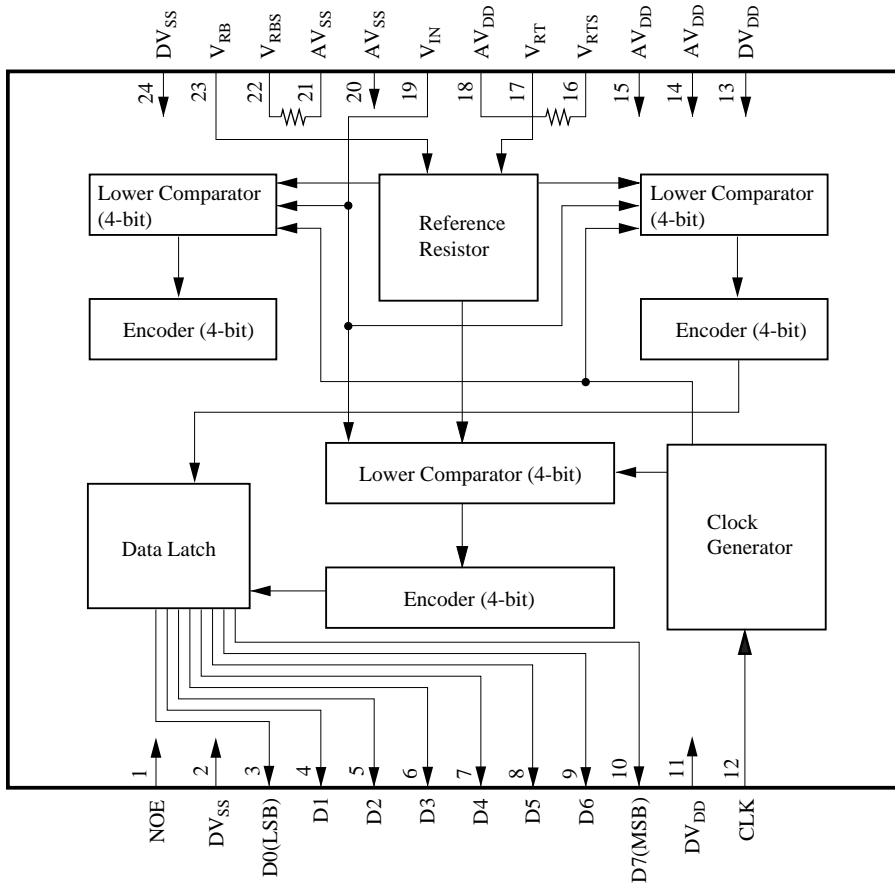 DVSS
VRB
VRBS
AVSS
AVSS
VIN
AVDD
VRT
VRTS
AVDD
AVDD
DVDD
24
23
22
21
20
19
18
17
16
15
14
13
Lower Comparator
(4-bit)
Reference
Resistor
Lower Comparator
(4-bit)
Encoder (4-bit)
Encoder (4-bit)
Lower Comparator (4-bit)
Clock
Generator
Data Latch
Encoder (4-bit)
1
2
3
4
5
6
7
8
9
10
11
12
NOE
DVSS
D0(LSB)
D1
D2
D3
D4
D5
D6
D7(MSB)
DVDD
CLK